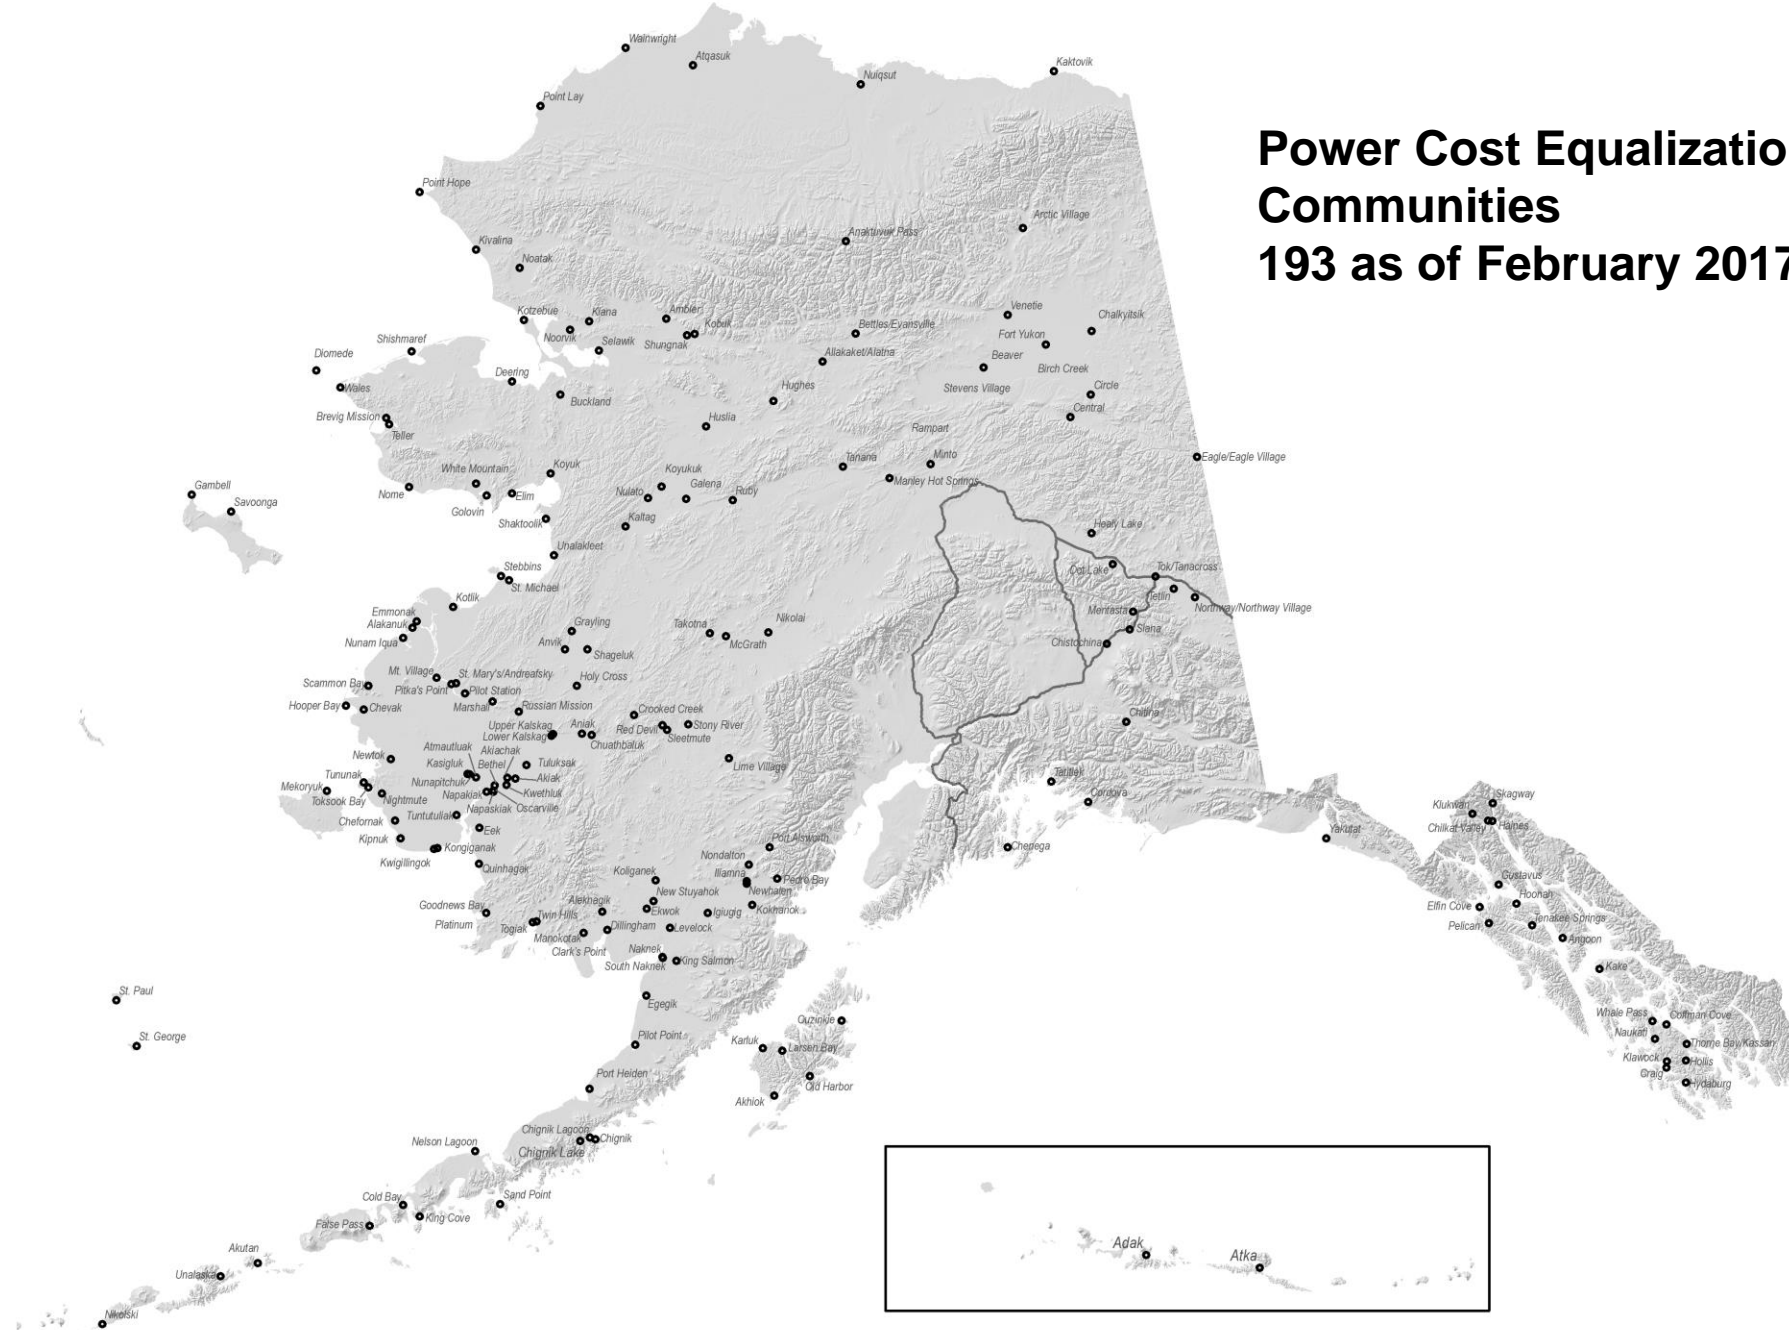 Power Cost Equalizatio
Communities
193 as of February 2017
Wainwright
Atqasuk
Nuiqsut
Kaktovik
Point Lay
Point Hope
Arctic Village
Anaktuvuk Pass
Kivalina
Noatak
Kotzebue
Kiana
Ambler
Kobuk
Noorvik
Selawik
Shungnak
Bettles/Evansville
Venetie
Chalkyitsik
Fort Yukon
Shishmaref
Diomede
Allakaket/Alatna
Beaver
Birch Creek
Wales
Deering
Buckland
Hughes
Stevens Village
Circle
Central
Brevig Mission
Teller
Huslia
Rampart
White Mountain
Koyuk
Koyukuk
Tanana
Minto
Eagle/Eagle Village
Gambell
Savoonga
Nome
Golovin
Elim
Nulato
Galena
Ruby
Manley Hot Springs
Shaktoolik
Kaltag
Healy Lake
Unalakleet
Stebbins
St. Michael
Dot Lake
Tok/Tanacross
Tetlin
Northway/Northway Village
Kotlik
Emmonak
Alakanuk
Nunam Iqua
Grayling
Anvik
Shageluk
Takotna
McGrath
Nikolai
Mentasta
Slana
Chistochina
Mt. Village
St. Mary's/Andreafsky
Pitka's Point
Pilot Station
Holy Cross
Scammon Bay
Hooper Bay
Chevak
Marshall
Russian Mission
Crooked Creek
Upper Kalskag
Lower Kalskag
Aniak
Chuathbaluk
Red Devil
Sleetmute
Stony River
Chitina
Newtok
Atmautluak
Akiachak
Kasigluk
Bethel
Tuluksak
Lime Village
Tununak
Mekoryuk
Toksook Bay
Nightmute
Nunapitchuk
Napakiak
Akiak
Kwethluk
Napaskiak
Oscarville
Tatitlek
Cordova
Chefornak
Tuntutuliak
Eek
Kipnuk
Kongiganak
Kwigillingok
Quinhagak
Chenega
Yakutat
Klukwan
Skagway
Chilkat Valley
Haines
Port Alsworth
Nondalton
Iliamna
Newhalen
Pedro Bay
Koliganek
New Stuyahok
Ekwok
Igiugig
Kokhanok
Goodnews Bay
Platinum
Aleknagik
Twin Hills
Togiak
Manokotak
Dillingham
Levelock
Clark's Point
Naknek
South Naknek
King Salmon
Gustavus
Hoonah
Elfin Cove
Pelican
Tenakee Springs
Angoon
Kake
St. Paul
St. George
Egegik
Pilot Point
Ouzinkie
Karluk
Larsen Bay
Old Harbor
Akhiok
Whale Pass
Coffman Cove
Naukati
Thorne Bay/Kassan
Klawock
Hollis
Craig
Hydaburg
Port Heiden
Chignik Lagoon
Chignik
Chignik Lake
Nelson Lagoon
Cold Bay
Sand Point
King Cove
False Pass
Akutan
Unalaska
Nikolski
Adak
Atka